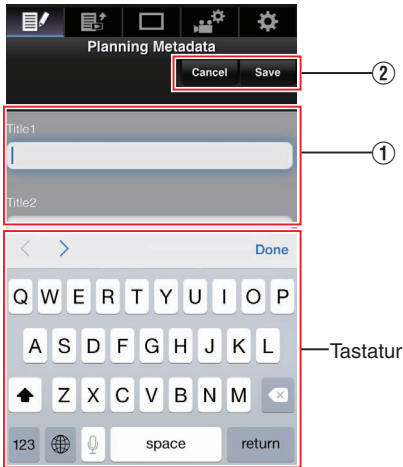 Planning Metadata
Cancel Save
②
Title1
①
Title2
Done
Q W E R T Y U I O P
A S D F G H J K L
Tastatur
Z X C V B N M
123 space return